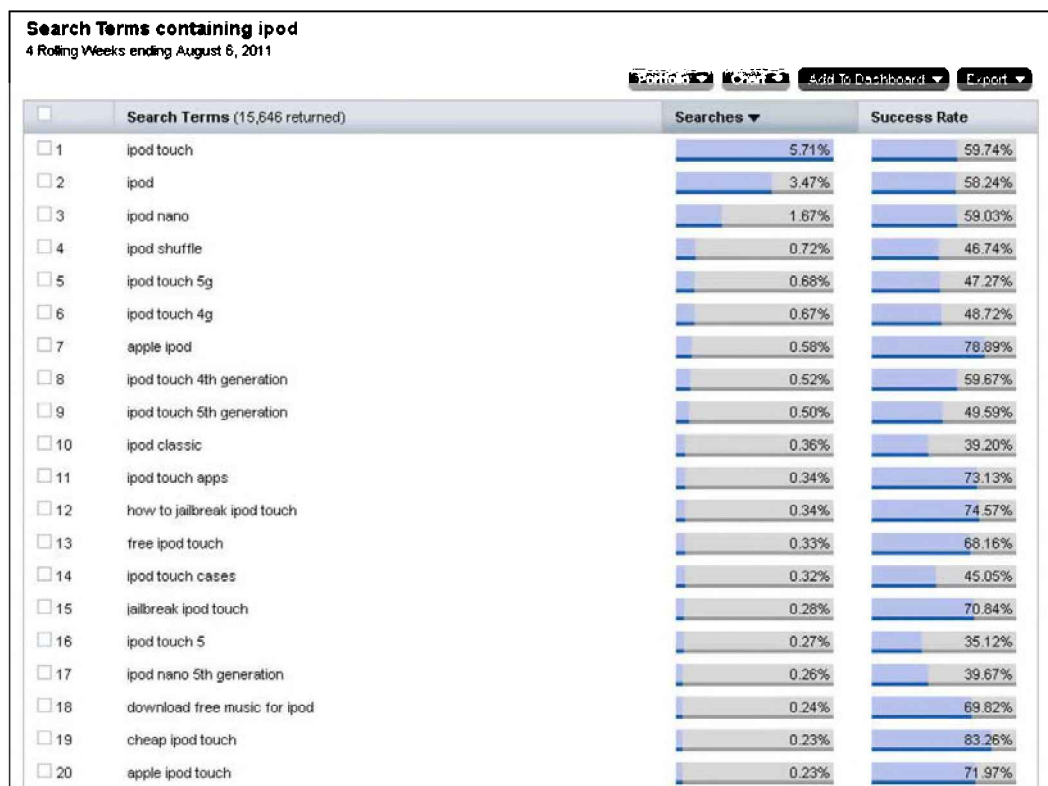 Search Terms containing ipod
4 Rolling Weeks ending August 6, 2011
Portfolio Chart Add To Dashboard Export
Search Terms (15,646 returned) Searches Success Rate
1 ipod touch 5.71% 59.74%
2 ipod 3.47% 58.24%
3 ipod nano 1.67% 59.03%
4 ipod shuffle 0.72% 46.74%
5 ipod touch 5g 0.68% 47.27%
6 ipod touch 4g 0.67% 48.72%
7 apple ipod 0.58% 78.89%
8 ipod touch 4th generation 0.52% 59.67%
9 ipod touch 5th generation 0.50% 49.59%
10 ipod classic 0.36% 39.20%
11 ipod touch apps 0.34% 73.13%
12 how to jailbreak ipod touch 0.34% 74.57%
13 free ipod touch 0.33% 68.16%
14 ipod touch cases 0.32% 45.05%
15 jailbreak ipod touch 0.28% 70.84%
16 ipod touch 5 0.27% 35.12%
17 ipod nano 5th generation 0.26% 39.67%
18 download free music for ipod 0.24% 69.82%
19 cheap ipod touch 0.23% 83.26%
20 apple ipod touch 0.23% 71.97%